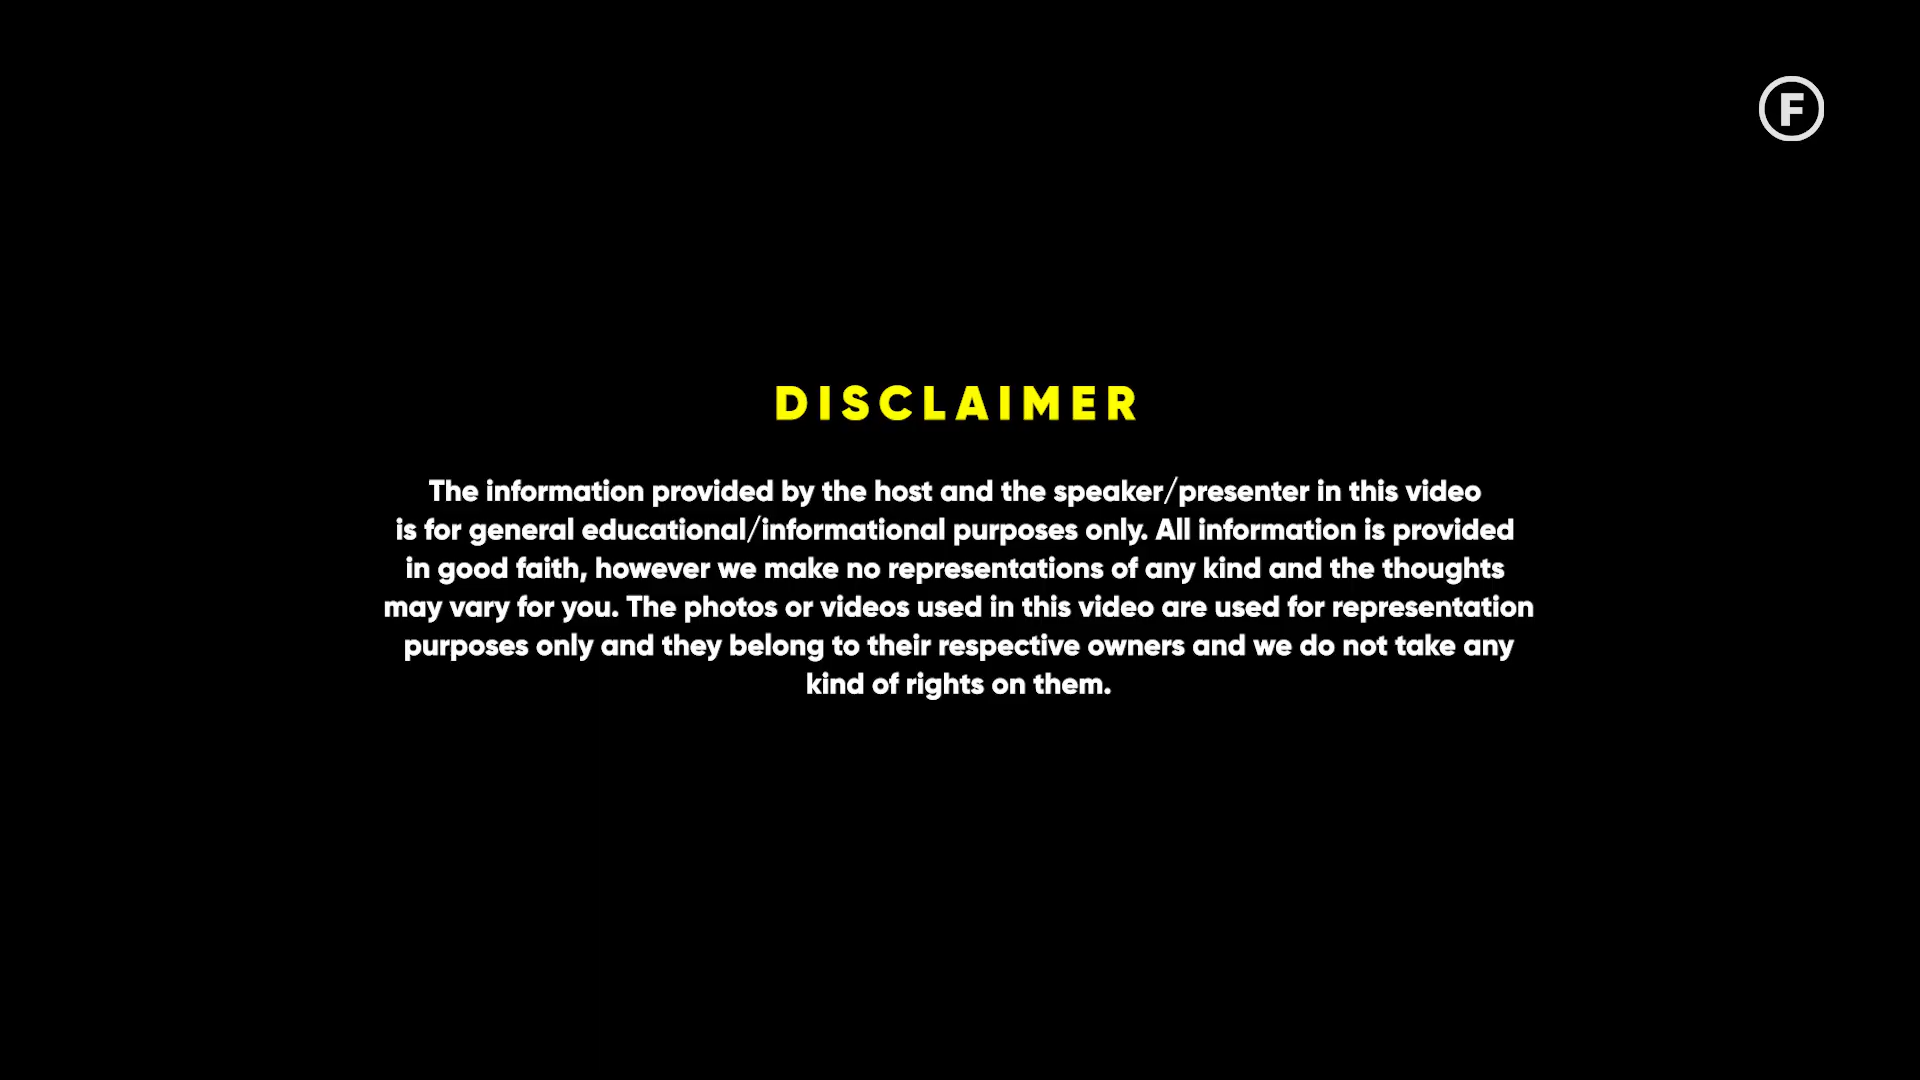 F
DISCLAIMER
The information provided by the host and the speaker/presenter in this video
is for general educational/informational purposes only. All information is provided
in good faith, however we make no representations of any kind and the thoughts
may vary for you. The photos or videos used in this video are used for representation
purposes only and they belong to their respective owners and we do not take any
kind of rights on them.